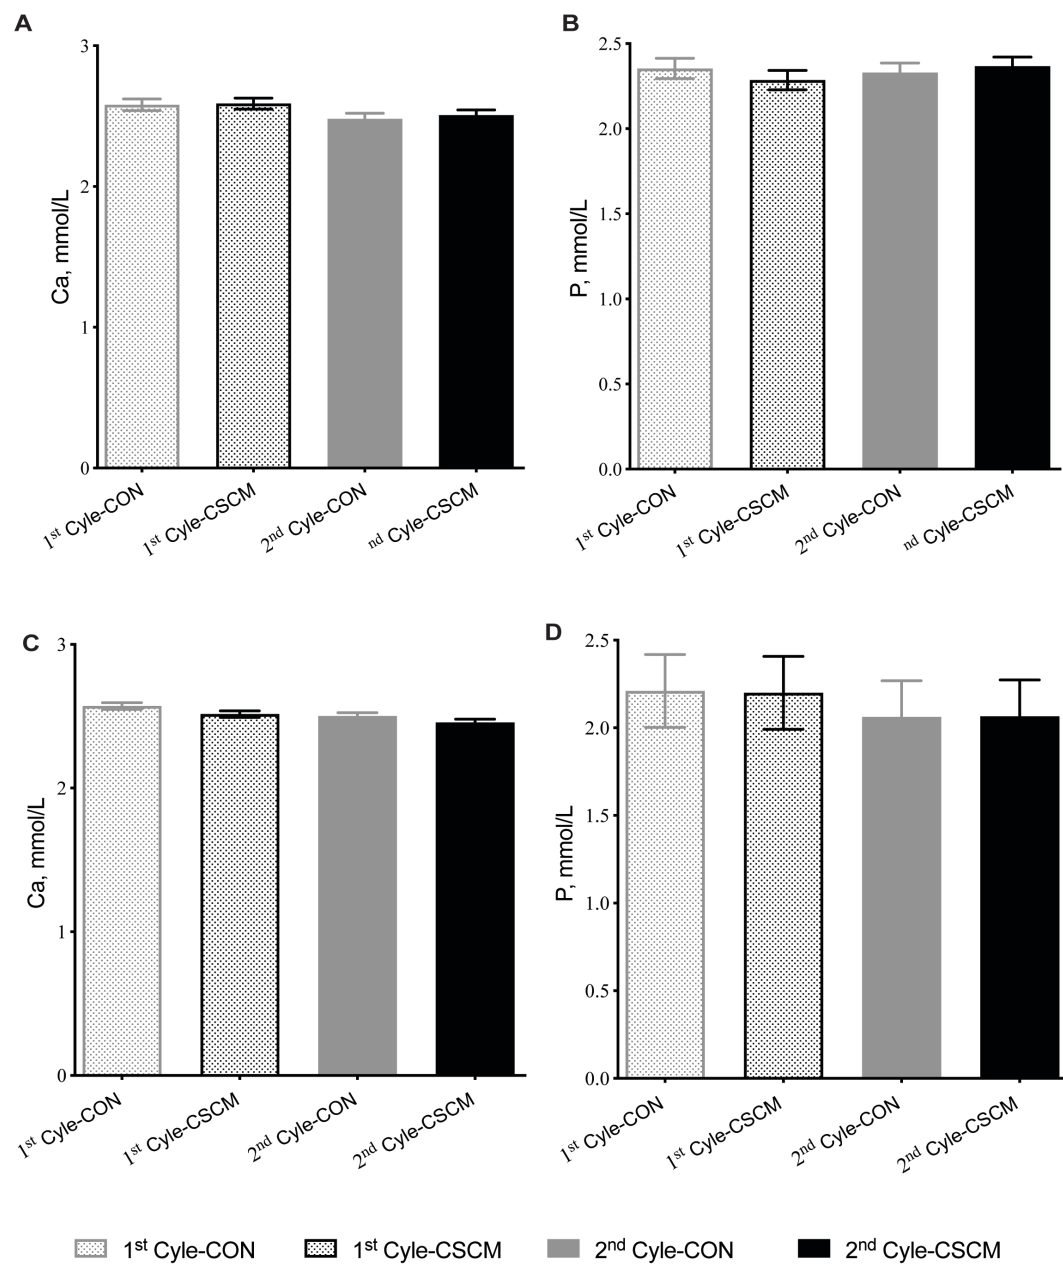 A
3
2
1
0
Ca, mmol/L
1st Cyle-CON
1st Cyle-CSCM
2nd Cyle-CON
nd Cyle-CSCM
B
2.5
2.0
1.5
1.0
0.5
0.0
P, mmol/L
1st Cyle-CON
1st Cyle-CSCM
2nd Cyle-CON
nd Cyle-CSCM
C
3
2
1
0
Ca, mmol/L
1st Cyle-CON
1st Cyle-CSCM
2nd Cyle-CON
2nd Cyle-CSCM
D
2.5
2.0
1.5
1.0
0.5
0.0
P, mmol/L
1st Cyle-CON
1st Cyle-CSCM
2nd Cyle-CON
2nd Cyle-CSCM
1st Cyle-CON 1st Cyle-CSCM 2nd Cyle-CON 2nd Cyle-CSCM